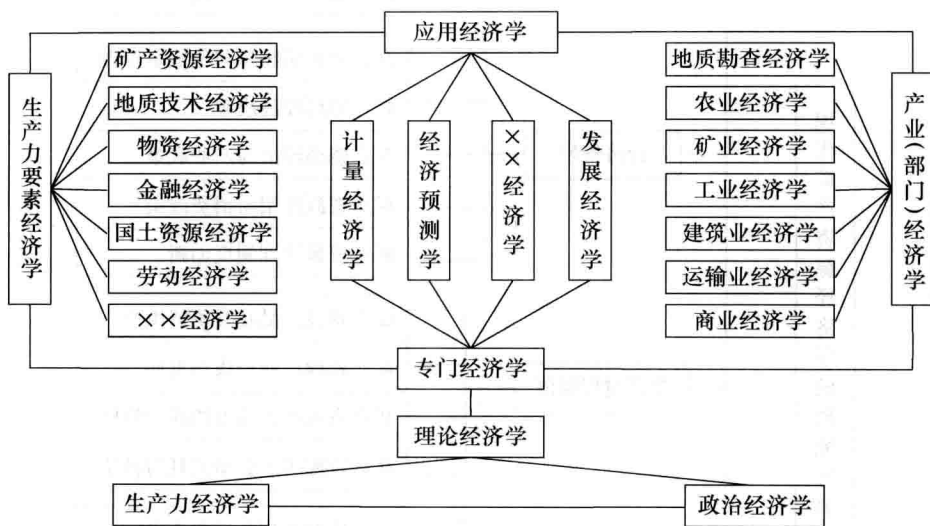 应用经济学
生产力要素经济学
矿产资源经济学
地质技术经济学
物资经济学
金融经济学
国土资源经济学
劳动经济学
××经济学
计量经济学
经济预测学
××经济学
发展经济学
地质勘查经济学
农业经济学
矿业经济学
工业经济学
建筑业经济学
运输业经济学
商业经济学
产业(部门)经济学
专门经济学
理论经济学
生产力经济学
政治经济学